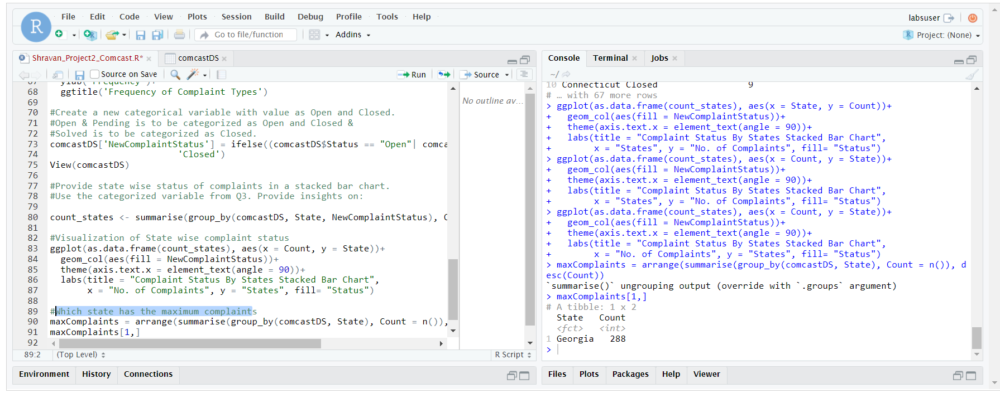 File Edit Code View Plots Session Build Debug Profile Tools Help
labsuser
R
Go to file/function
Addins
Project: (None)
Shravan_Project2_Comcast.R*
comcastDS
Source on Save
Run
Source
67 ylab('Frequency')+
68 ggtitle('Frequency of Complaint Types')
69
70 #Create a new categorical variable with value as Open and Closed.
71 #Open & Pending is to be categorized as Open and Closed &
72 #Solved is to be categorized as Closed.
73 comcastDS['NewComplaintStatus'] = ifelse((comcastDS$Status == "Open"| comca
74 'Closed')
75 View(comcastDS)
76
77 #Provide state wise status of complaints in a stacked bar chart.
78 #Use the categorized variable from Q3. Provide insights on:
79
80 count_states <- summarise(group_by(comcastDS, State, NewComplaintStatus), C
81
82 #Visualization of State wise complaint status
83 ggplot(as.data.frame(count_states), aes(x = Count, y = State))+
84 geom_col(aes(fill = NewComplaintStatus))+
85 theme(axis.text.x = element_text(angle = 90))+
86 labs(title = "Complaint Status By States Stacked Bar Chart",
87 x = "No. of Complaints", y = "States", fill= "Status")
88
89 #Which state has the maximum complaints
90 maxComplaints = arrange(summarise(group_by(comcastDS, State), Count = n()),
91 maxComplaints[1,]
92
No outline av...
89:2 (Top Level) R Script
Environment History Connections
Console Terminal Jobs
~/
10 Connecticut Closed 9
# … with 67 more rows
> ggplot(as.data.frame(count_states), aes(x = State, y = Count))+
+ geom_col(aes(fill = NewComplaintStatus))+
+ theme(axis.text.x = element_text(angle = 90))+
+ labs(title = "Complaint Status By States Stacked Bar Chart",
+ x = "States", y = "No. of Complaints", fill= "Status")
> ggplot(as.data.frame(count_states), aes(x = Count, y = State))+
+ geom_col(aes(fill = NewComplaintStatus))+
+ theme(axis.text.x = element_text(angle = 90))+
+ labs(title = "Complaint Status By States Stacked Bar Chart",
+ x = "States", y = "No. of Complaints", fill= "Status")
> ggplot(as.data.frame(count_states), aes(x = Count, y = State))+
+ geom_col(aes(fill = NewComplaintStatus))+
+ theme(axis.text.x = element_text(angle = 90))+
+ labs(title = "Complaint Status By States Stacked Bar Chart",
+ x = "No. of Complaints", y = "States", fill= "Status")
> maxComplaints = arrange(summarise(group_by(comcastDS, State), Count = n()), d
esc(Count))
`summarise()` ungrouping output (override with `.groups` argument)
> maxComplaints[1,]
# A tibble: 1 x 2
State Count
<fct> <int>
1 Georgia 288
>
Files Plots Packages Help Viewer